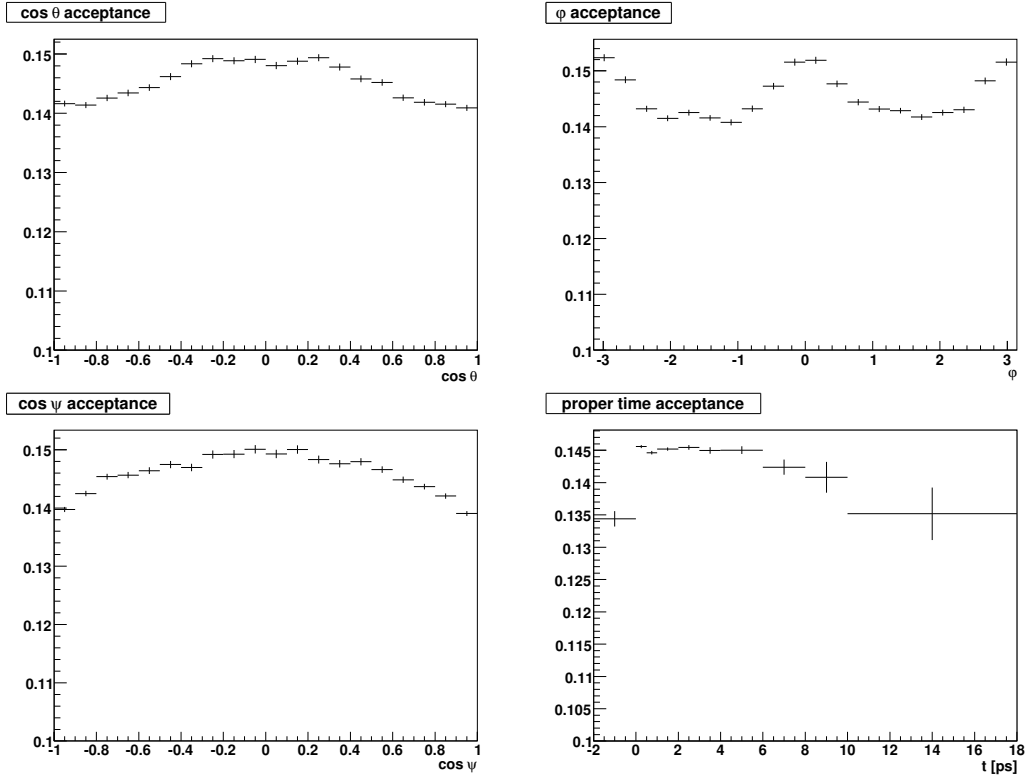 cos θ acceptance
0.15
0.14
0.13
0.12
0.11
0.1
-1 -0.8 -0.6 -0.4 -0.2 0 0.2 0.4 0.6 0.8 1
cos θ
φ acceptance
0.15
0.14
0.13
0.12
0.11
0.1
-3 -2 -1 0 1 2 3
φ
cos ψ acceptance
0.15
0.14
0.13
0.12
0.11
0.1
-1 -0.8 -0.6 -0.4 -0.2 0 0.2 0.4 0.6 0.8 1
cos ψ
proper time acceptance
0.145
0.14
0.135
0.13
0.125
0.12
0.115
0.11
0.105
0.1
-2 0 2 4 6 8 10 12 14 16 18
t [ps]